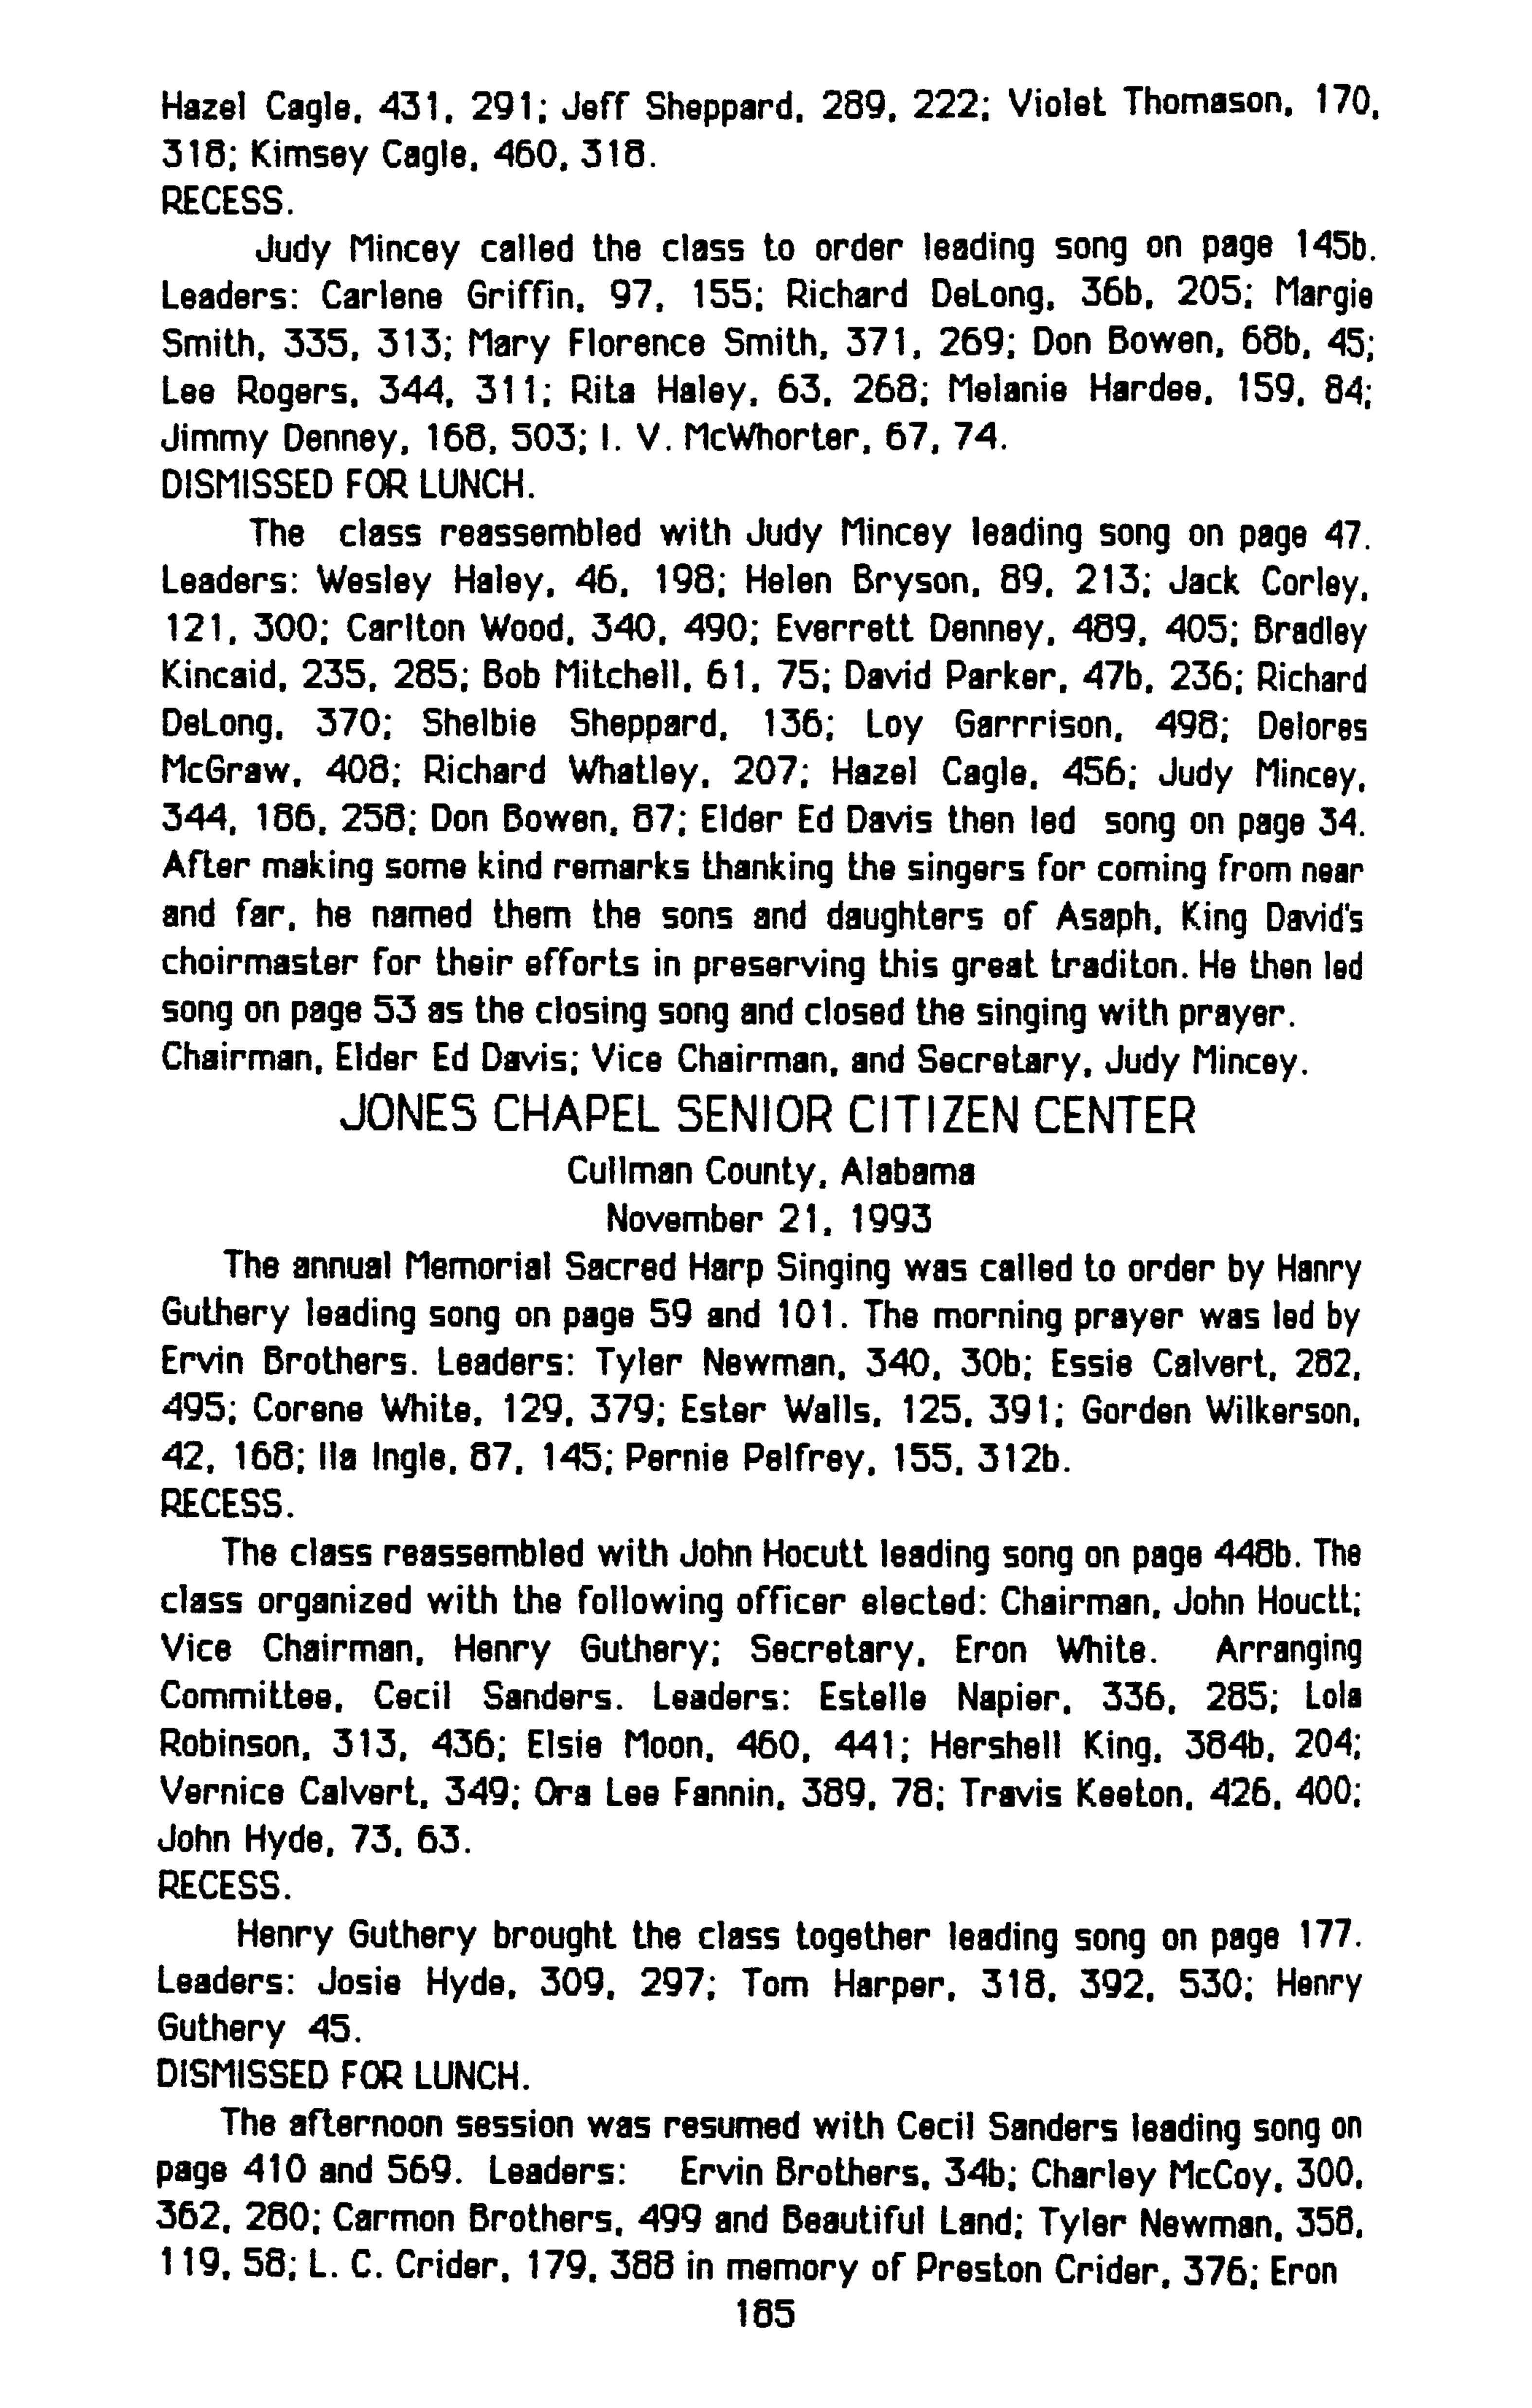 Hazel Cagle, 431, 291; Jeff Sheppard, 289, 222; Violet Thomason, 170,
318; Kimsey Cagle, 460, 318.
RECESS.
Judy Mincey called the class to order leading song on page 145b.
Leaders: Carlene Griffin, 97, 155; Richard DeLong, 36b, 205; Margie
Smith, 335, 313; Mary Florence Smith, 371, 269; Don Bowen, 68b, 45;
Lee Rogers, 344, 311; Rita Haley, 63, 268; Melanie Hardee, 159, 84;
Jimmy Denney, 168, 503; I. V. McWhorter, 67, 74.
DISMISSED FOR LUNCH.
The class reassembled with Judy Mincey leading song on page 47.
Leaders: Wesley Haley, 46, 198; Helen Bryson, 89, 213; Jack Corley,
121, 300; Carlton Wood, 340, 490; Everrett Denney, 489, 405; Bradley
Kincaid, 235, 285; Bob Mitchell, 61, 75; David Parker, 47b, 236; Richard
DeLong, 370; Shelbie Sheppard, 136; Loy Garrrison, 498; Delores
McGraw, 408; Richard Whatley, 207; Hazel Cagle, 456; Judy Mincey,
344, 186, 258; Don Bowen, 87; Elder Ed Davis then led song on page 34.
After making some kind remarks thanking the singers for coming from near
and far, he named them the sons and daughters of Asaph, King David's
choirmaster for their efforts in preserving this great traditon. He then led
song on page 53 as the closing song and closed the singing with prayer.
Chairman, Elder Ed Davis; Vice Chairman, and Secretary, Judy Mincey.
JONES CHAPEL SENIOR CITIZEN CENTER
Cullman County, Alabama
November 21, 1993
The annual Memorial Sacred Harp Singing was called to order by Hanry
Guthery leading song on page 59 and 101. The morning prayer was led by
Ervin Brothers. Leaders: Tyler Newman, 340, 30b; Essie Calvert, 282,
495; Corene White, 129, 379; Ester Walls, 125, 391; Gorden Wilkerson,
42, 168; Ila Ingle, 87, 145; Pernie Pelfrey, 155, 312b.
RECESS.
The class reassembled with John Hocutt leading song on page 448b. The
class organized with the following officer elected: Chairman, John Houctt;
Vice Chairman, Henry Guthery; Secretary, Eron White. Arranging
Committee, Cecil Sanders. Leaders: Estelle Napier, 336, 285; Lola
Robinson, 313, 436; Elsie Moon, 460, 441; Hershell King, 384b, 204;
Vernice Calvert, 349; Ora Lee Fannin, 389, 78; Travis Keeton, 426, 400;
John Hyde, 73, 63.
RECESS.
Henry Guthery brought the class together leading song on page 177.
Leaders: Josie Hyde, 309, 297; Tom Harper, 318, 392, 530; Henry
Guthery 45.
DISMISSED FOR LUNCH.
The afternoon session was resumed with Cecil Sanders leading song on
page 410 and 569. Leaders: Ervin Brothers, 34b; Charley McCoy, 300,
362, 280; Carmon Brothers, 499 and Beautiful Land; Tyler Newman, 358,
119, 58; L. C. Crider, 179, 388 in memory of Preston Crider, 376; Eron
185